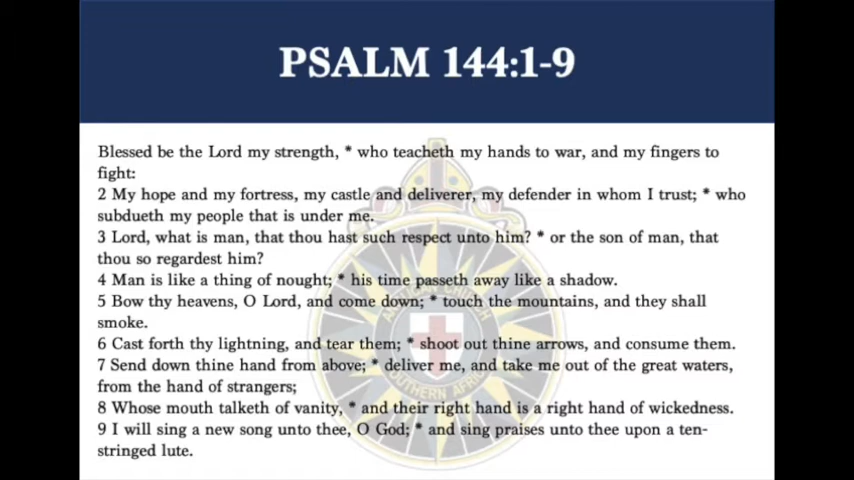 PSALM 144:1-9
Blessed be the Lord my strength, * who teacheth my hands to war, and my fingers to
fight:
2 My hope and my fortress, my castle and deliverer, my defender in whom I trust; * who
subdueth my people that is under me.
3 Lord, what is man, that thou hast such respect unto him? * or the son of man, that
thou so regardest him?
4 Man is like a thing of nought; * his time passeth away like a shadow.
5 Bow thy heavens, O Lord, and come down; * touch the mountains, and they shall
smoke.
6 Cast forth thy lightning, and tear them; * shoot out thine arrows, and consume them.
7 Send down thine hand from above; * deliver me, and take me out of the great waters,
from the hand of strangers;
8 Whose mouth talketh of vanity, * and their right hand is a right hand of wickedness.
9 I will sing a new song unto thee, O God; * and sing praises unto thee upon a ten-
stringed lute.
ANGLICAN CHURCH
SOUTHERN AFRICA